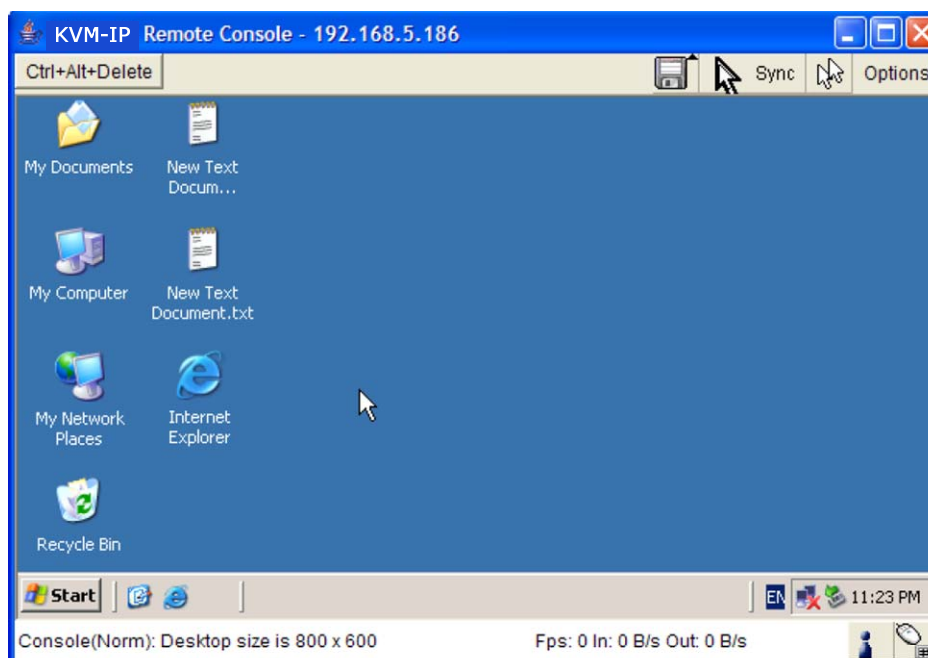 KVM-IP Remote Console - 192.168.5.186
Ctrl+Alt+Delete
Sync
Options
My Documents
New Text
Docum...
My Computer
New Text
Document.txt
My Network
Places
Internet
Explorer
Recycle Bin
Start
EN
11:23 PM
Console(Norm): Desktop size is 800 x 600
Fps: 0 In: 0 B/s Out: 0 B/s